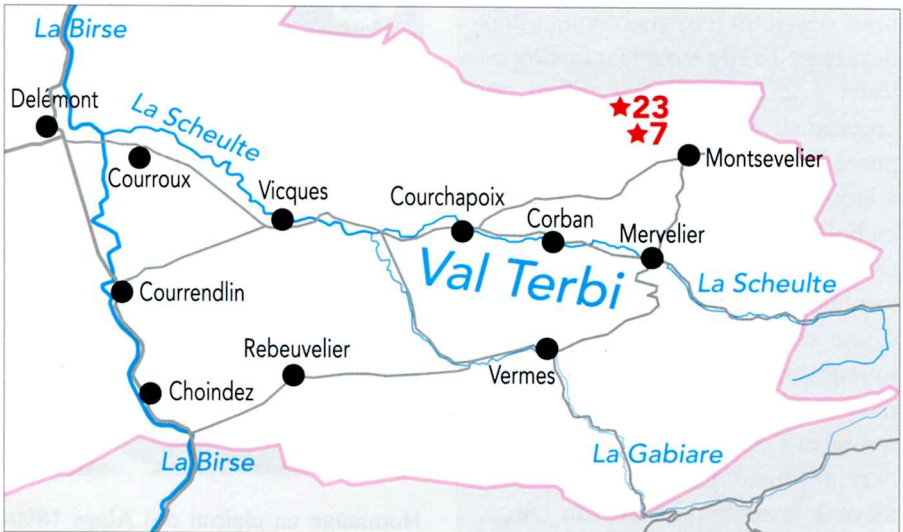 La Birse
Delémont
La Scheulte
23
7
Montsevelier
Courroux
Vicques
Courchapoix
Corban
Mervelier
Val Terbi
La Scheulte
Courrendlin
Rebeuvelier
Vermes
Choindez
La Birse
La Gabiare